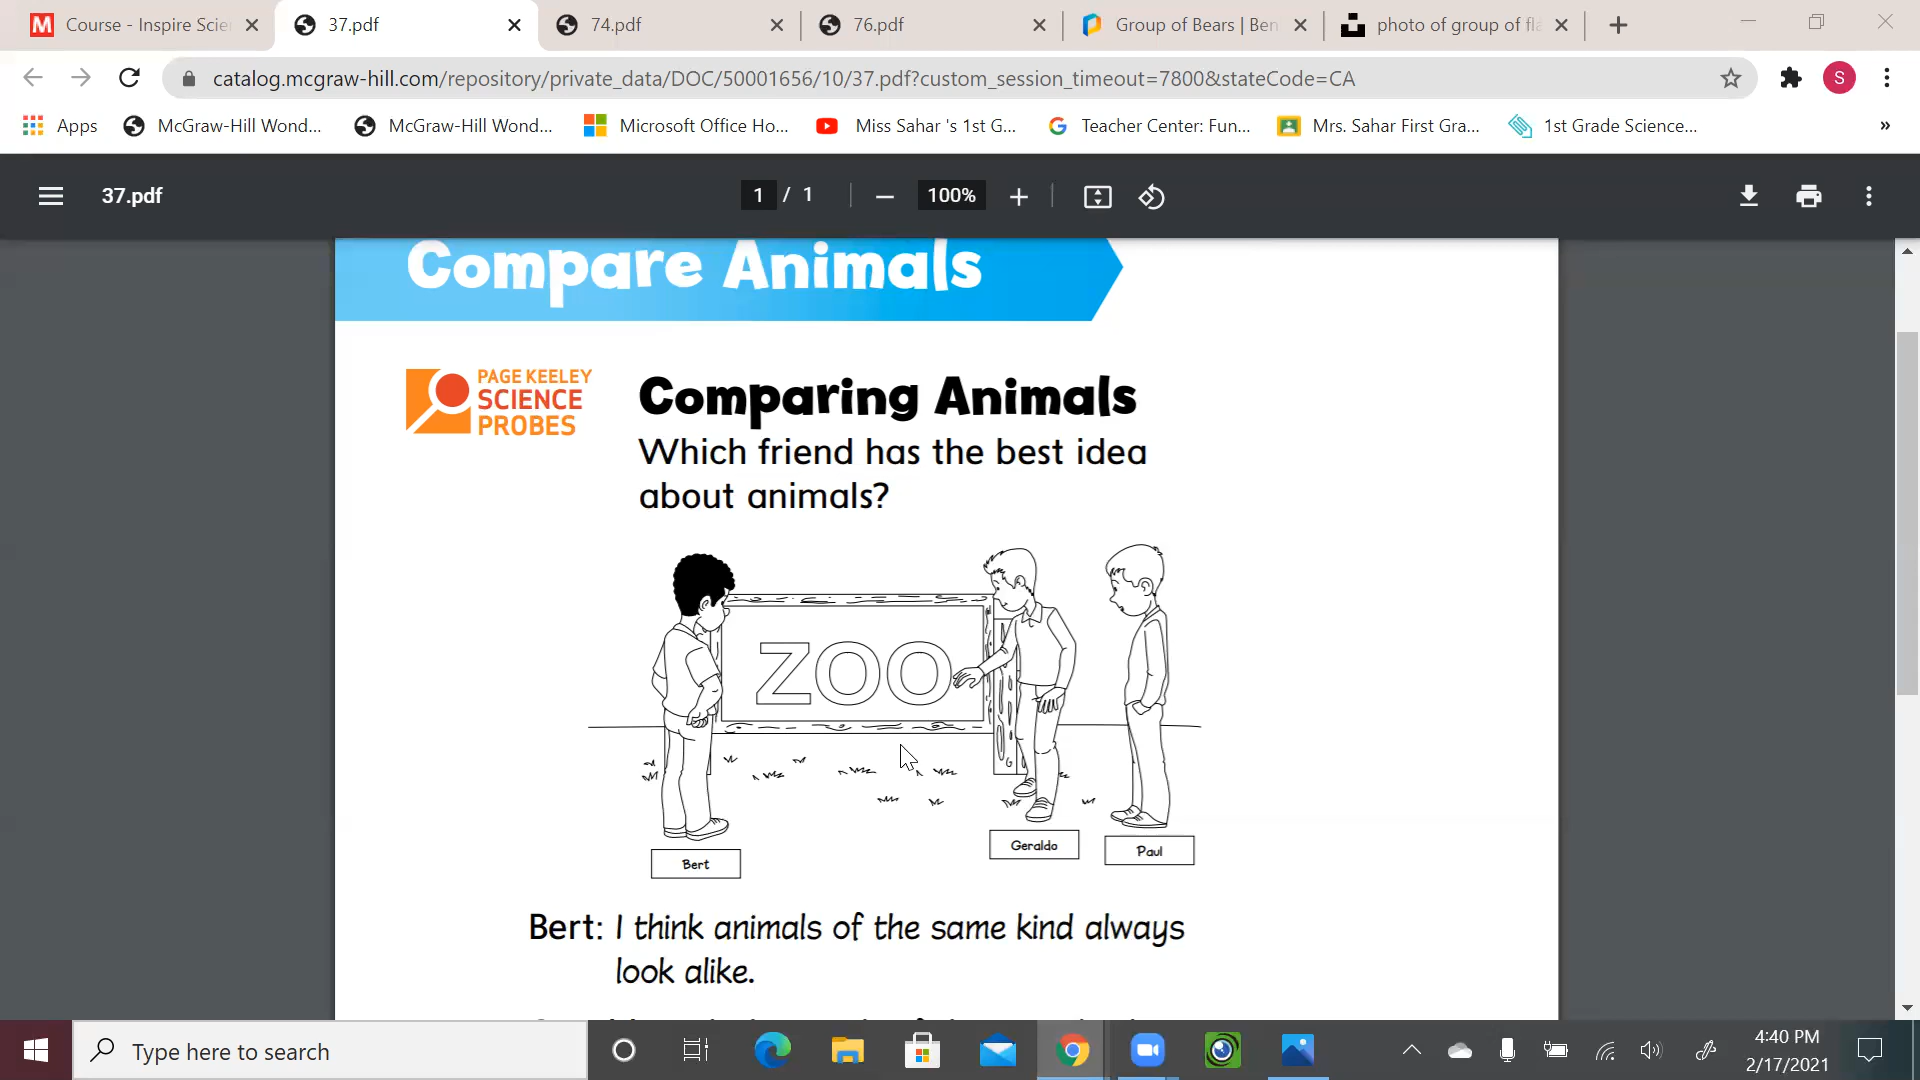 Course - Inspire Scie
37.pdf
74.pdf
76.pdf
Group of Bears | Ben
photo of group of fla
catalog.mcgraw-hill.com/repository/private_data/DOC/50001656/10/37.pdf?custom_session_timeout=7800&stateCode=CA
S
Apps
McGraw-Hill Wond...
McGraw-Hill Wond...
Microsoft Office Ho...
Miss Sahar 's 1st G...
Teacher Center: Fun...
Mrs. Sahar First Gra...
1st Grade Science...
»
37.pdf
1 / 1
100%
Compare Animals
PAGE KEELEY
SCIENCE
PROBES
Comparing Animals
Which friend has the best idea
about animals?
ZOO
Geraldo
Paul
Bert
Bert: I think animals of the same kind always
look alike.
Type here to search
4:40 PM
2/17/2021